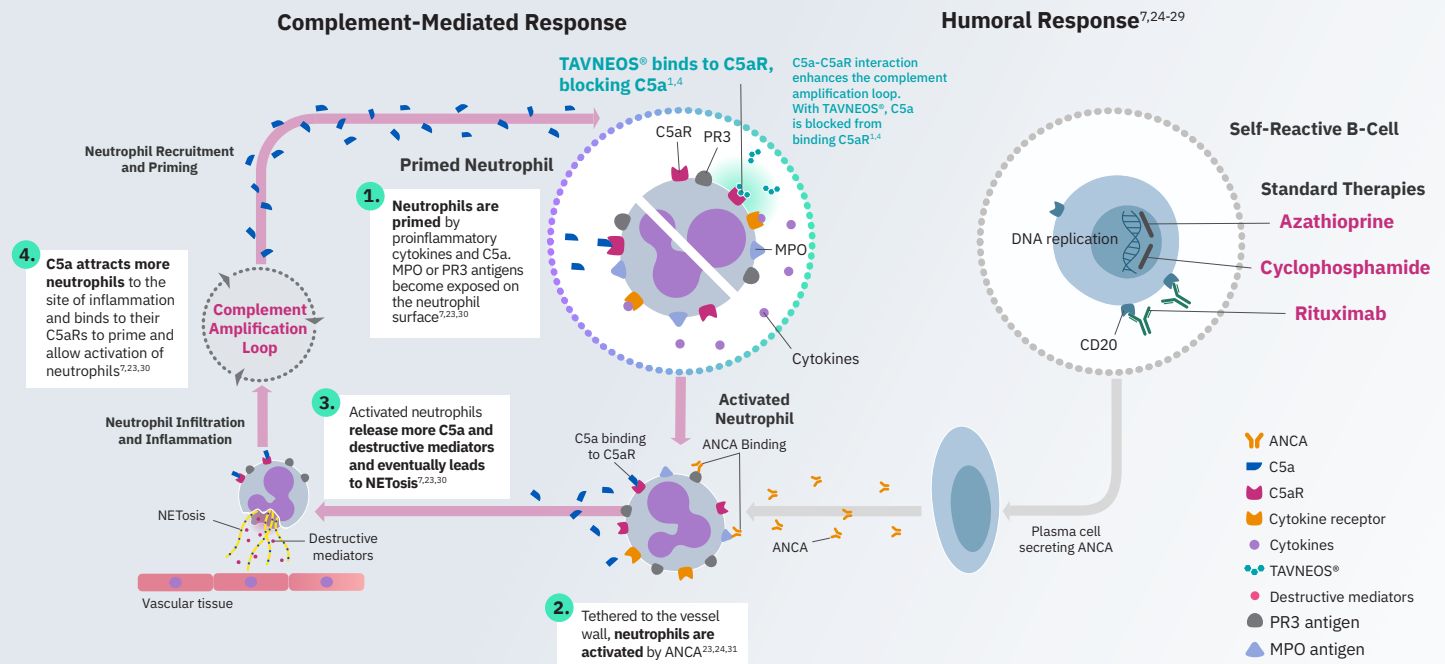 Complement-Mediated Response
Humoral Response7,24-29
TAVNEOS® binds to C5aR,
blocking C5a1,4
C5a-C5aR interaction
enhances the complement
amplification loop.
With TAVNEOS®, C5a
is blocked from
binding C5aR1,4
Neutrophil Recruitment
and Priming
Primed Neutrophil
C5aR
PR3
MPO
Cytokines
1.
Neutrophils are
primed by
proinflammatory
cytokines and C5a.
MPO or PR3 antigens
become exposed on
the neutrophil
surface7,23,30
4.
C5a attracts more
neutrophils to the
site of inflammation
and binds to their
C5aRs to prime and
allow activation of
neutrophils7,23,30
Complement
Amplification
Loop
Self-Reactive B-Cell
Standard Therapies
Azathioprine
Cyclophosphamide
Rituximab
DNA replication
CD20
Neutrophil Infiltration
and Inflammation
3.
Activated neutrophils
release more C5a and
destructive mediators
and eventually leads
to NETosis7,23,30
Activated
Neutrophil
C5a binding
to C5aR
ANCA Binding
ANCA
Plasma cell
secreting ANCA
NETosis
Destructive
mediators
Vascular tissue
2.
Tethered to the vessel
wall, neutrophils are
activated by ANCA23,24,31
ANCA
C5a
C5aR
Cytokine receptor
Cytokines
TAVNEOS®
Destructive mediators
PR3 antigen
MPO antigen